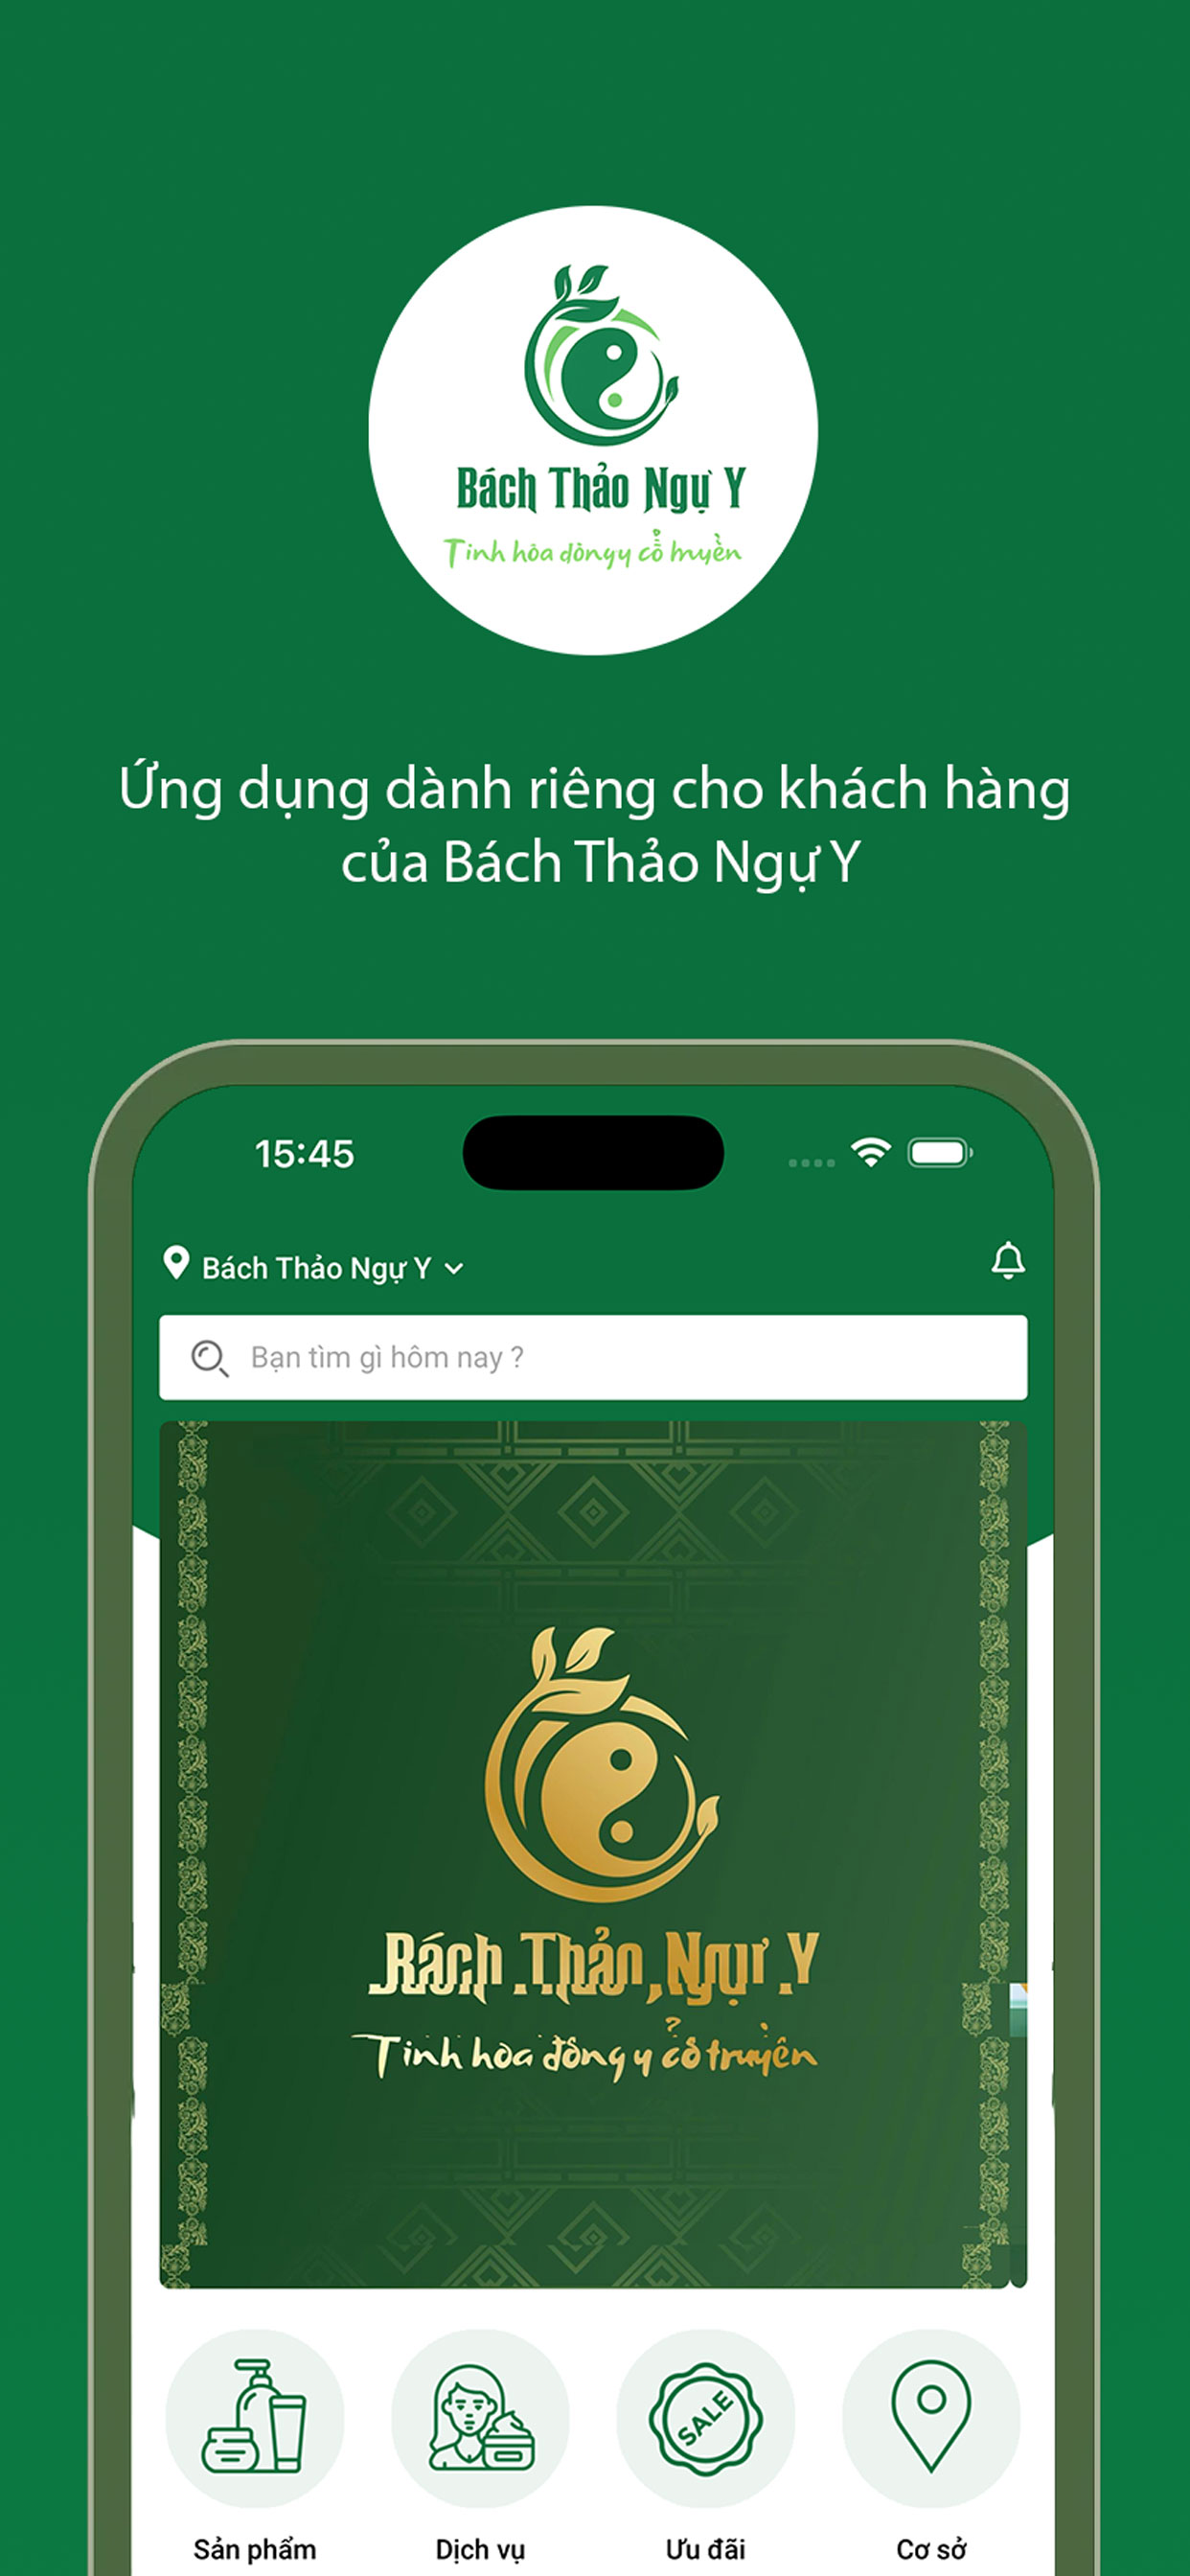 Bách Thảo Ngự Y
Tinh hòa đông y cổ truyền
Ứng dụng dành riêng cho khách hàng
của Bách Thảo Ngự Y
15:45
Bách Thảo Ngự Y
Bạn tìm gì hôm nay ?
Bách Thảo Ngự Y
Tinh hòa đông y cổ truyền
SALE
Sản phẩm
Dịch vụ
Ưu đãi
Cơ sở